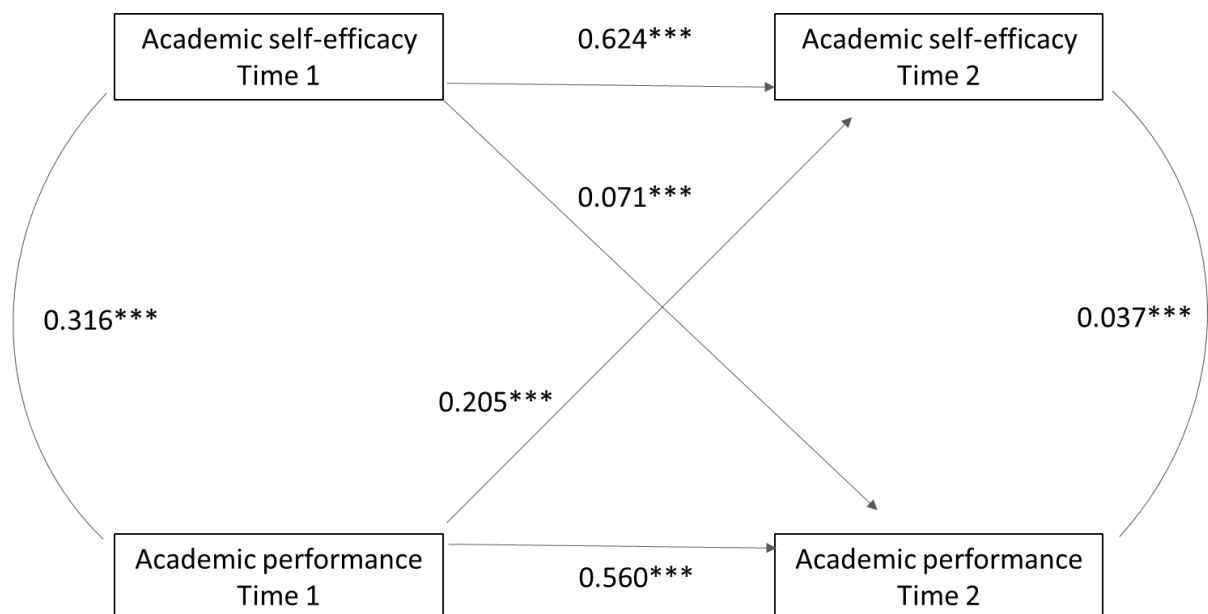 Academic self-efficacy
Time 1
0.624***
Academic self-efficacy
Time 2
0.071***
0.316***
0.037***
0.205***
Academic performance
Time 1
0.560***
Academic performance
Time 2